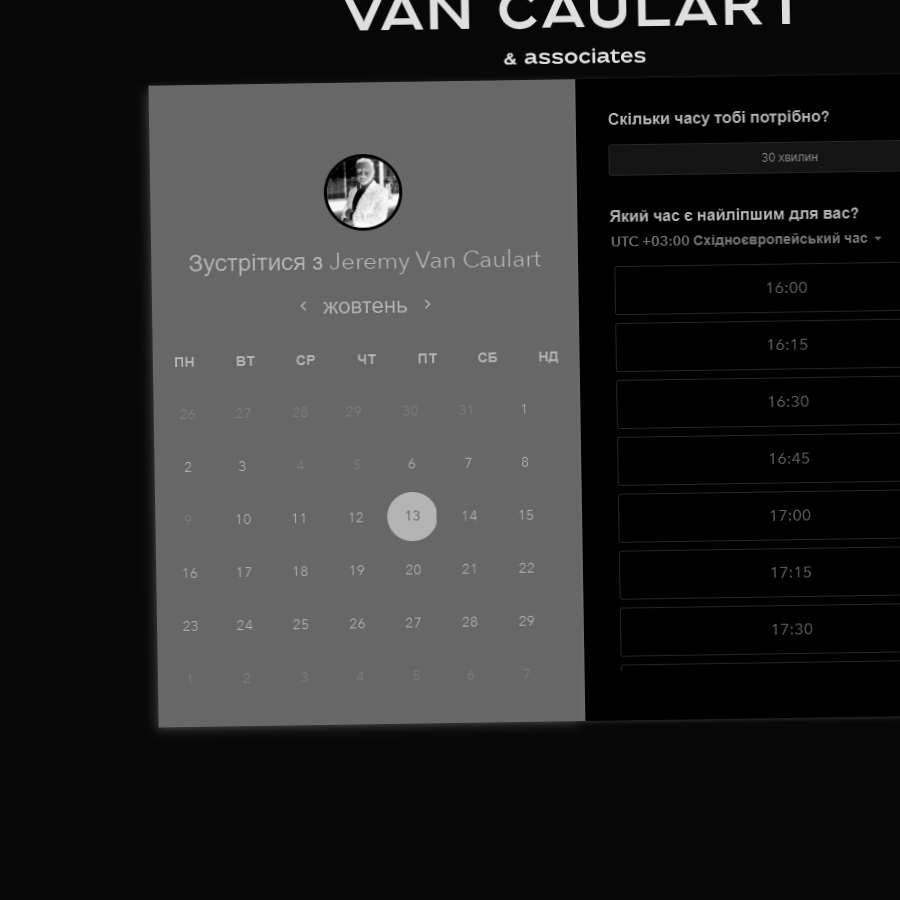 VAN CAULART
& associates
Зустрітися з Jeremy Van Caulart
жовтень
ПН ВТ СР ЧТ ПТ СБ НД
26 27 28 29 30 31 1
2 3 4 5 6 7 8
9 10 11 12 13 14 15
16 17 18 19 20 21 22
23 24 25 26 27 28 29
1 2 3 4 5 6 7
Скільки часу тобі потрібно?
30 хвилин
Який час є найліпшим для вас?
UTC +03:00 Східноєвропейський час
16:00
16:15
16:30
16:45
17:00
17:15
17:30